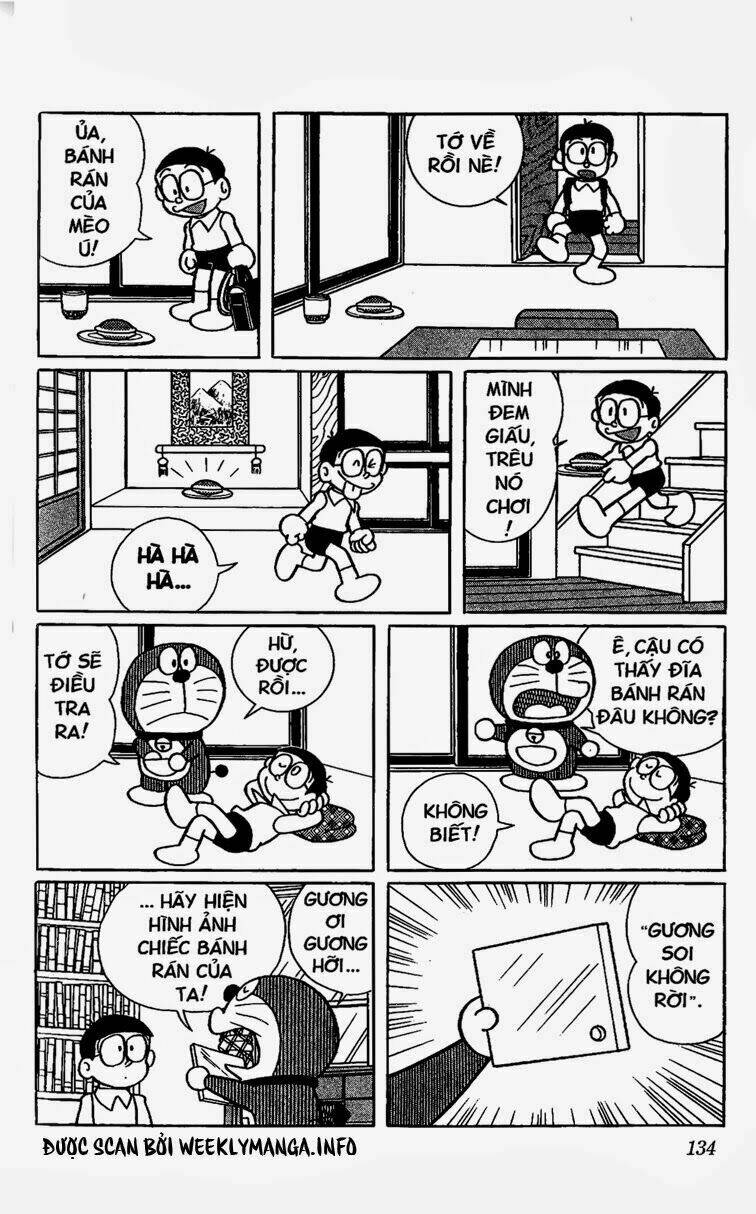 TỚ VỀ
RỒI NÈ!
ỦA,
BÁNH
RÁN
CỦA
MÈO
Ú!
MÌNH
ĐEM
GIẤU,
TRÊU
NÓ
CHƠI
!
HÀ HÀ
HÀ...
Ê, CẬU CÓ
THẤY ĐĨA
BÁNH RÁN
ĐÂU KHÔNG?
KHÔNG
BIẾT!
HỪ,
ĐƯỢC
RỒI...
TỚ SẼ
ĐIỀU
TRA
RA!
"GƯƠNG
SOI
KHÔNG
RỜI".
GƯƠNG
ƠI
GƯƠNG
HỠI...
... HÃY HIỆN
HÌNH ẢNH
CHIẾC BÁNH
RÁN CỦA
TA!
ĐƯỢC SCAN BỞI WEEKLYMANGA.INFO
134